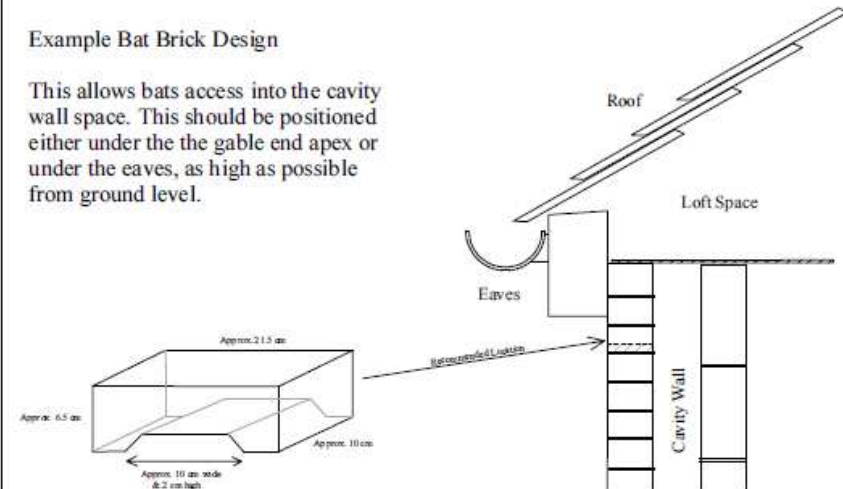 Example Bat Brick Design
This allows bats access into the cavity
wall space. This should be positioned
either under the the gable end apex or
under the eaves, as high as possible
from ground level.
Roof
Loft Space
Eaves
Approx. 21.5 cm
Recommended Location
Approx. 6.5 cm
Approx. 10 cm
Approx. 10 cm wide
& 2 cm high
Cavity Wall